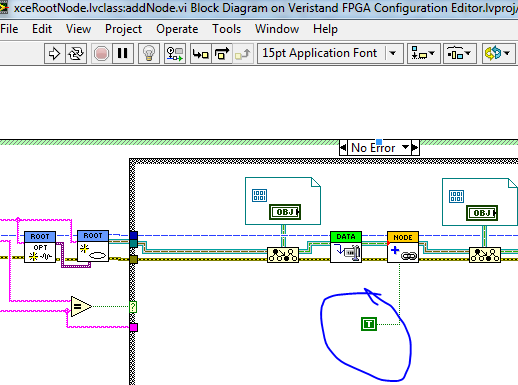 xceRootNode.lvclass:addNode.vi Block Diagram on Veristand FPGA Configuration Editor.lvproj/
File Edit View Project Operate Tools Window Help
15pt Application Font
No Error
OBJ OBJ
ROOT ROOT DATA NODE
OPT
= ? T